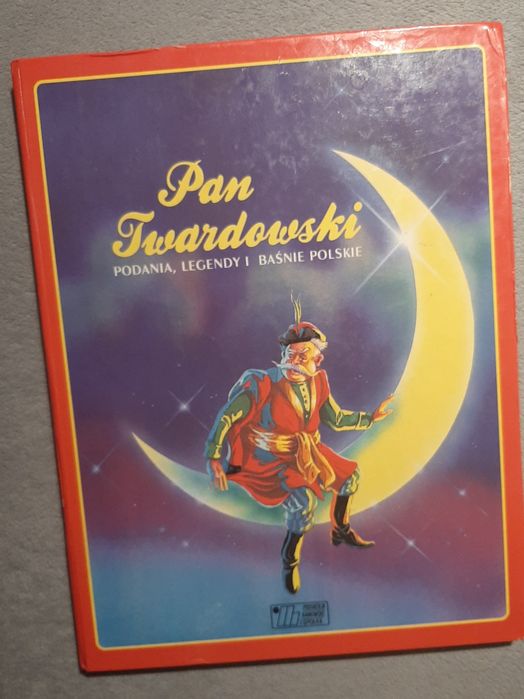 Pan
Twardowski
PODANIA, LEGENDY I BAŚNIE POLSKIE